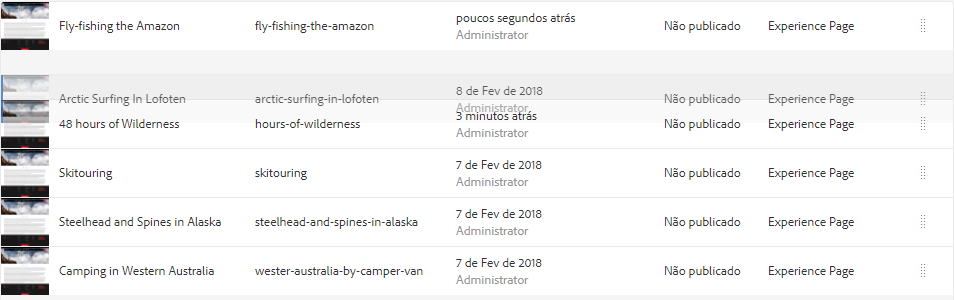 Fly-fishing the Amazon fly-fishing-the-amazon poucos segundos atrás Não publicado Experience Page
Administrator
Arctic Surfing In Lofoten arctic-surfing-in-lofoten 8 de Fev de 2018 Não publicado Experience Page
Administrator
48 hours of Wilderness hours-of-wilderness 3 minutos atrás Não publicado Experience Page
Administrator
Skitouring skitouring 7 de Fev de 2018 Não publicado Experience Page
Administrator
Steelhead and Spines in Alaska steelhead-and-spines-in-alaska 7 de Fev de 2018 Não publicado Experience Page
Administrator
Camping in Western Australia wester-australia-by-camper-van 7 de Fev de 2018 Não publicado Experience Page
Administrator